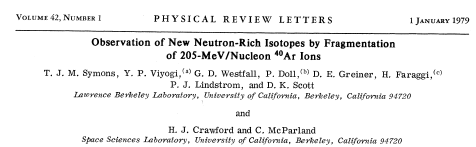 VOLUME 42, NUMBER 1 PHYSICAL REVIEW LETTERS 1 JANUARY 1979
Observation of New Neutron-Rich Isotopes by Fragmentation
of 205-MeV/Nucleon ⁴⁰Ar Ions
T. J. M. Symons, Y. P. Viyogi,⁽ᵃ⁾ G. D. Westfall, P. Doll,⁽ᵇ⁾ D. E. Greiner, H. Faraggi,⁽ᶜ⁾
P. J. Lindstrom, and D. K. Scott
Lawrence Berkeley Laboratory, University of California, Berkeley, California 94720
and
H. J. Crawford and C. McParland
Space Sciences Laboratory, University of California, Berkeley, California 94720